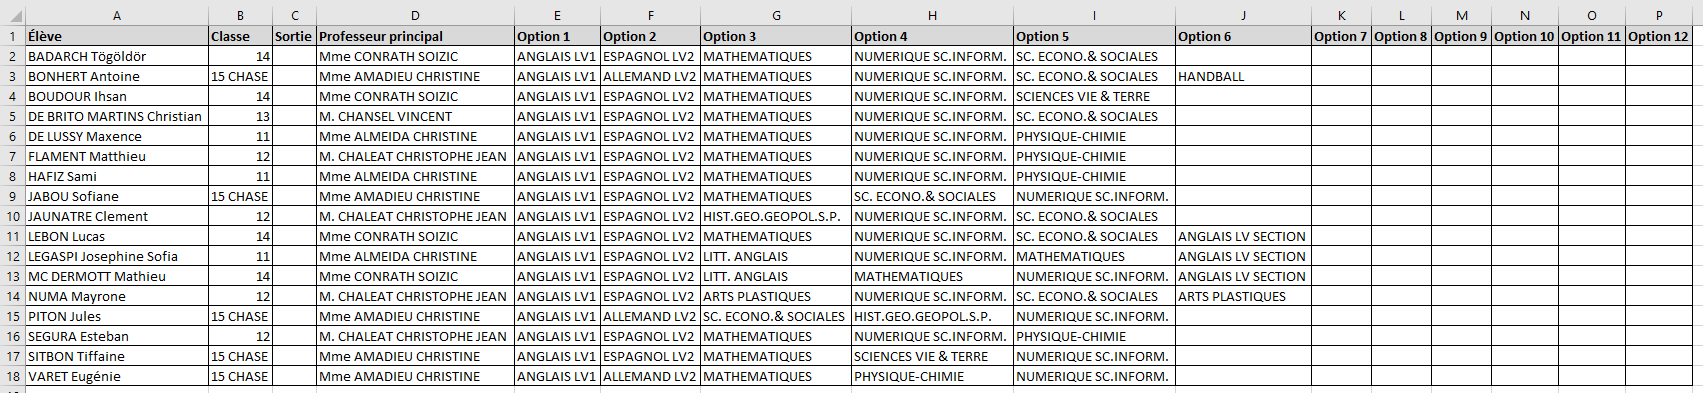 A B C D E F G H I J K L M N O P
1 Élève Classe Sortie Professeur principal Option 1 Option 2 Option 3 Option 4 Option 5 Option 6 Option 7 Option 8 Option 9 Option 10 Option 11 Option 12
2 BADARCH Tögöldör 14 Mme CONRATH SOIZIC ANGLAIS LV1 ESPAGNOL LV2 MATHEMATIQUES NUMERIQUE SC.INFORM. SC. ECONO.& SOCIALES
3 BONHERT Antoine 15 CHASE Mme AMADIEU CHRISTINE ANGLAIS LV1 ALLEMAND LV2 MATHEMATIQUES NUMERIQUE SC.INFORM. SC. ECONO.& SOCIALES HANDBALL
4 BOUDOUR Ihsan 14 Mme CONRATH SOIZIC ANGLAIS LV1 ESPAGNOL LV2 MATHEMATIQUES NUMERIQUE SC.INFORM. SCIENCES VIE & TERRE
5 DE BRITO MARTINS Christian 13 M. CHANSEL VINCENT ANGLAIS LV1 ESPAGNOL LV2 MATHEMATIQUES NUMERIQUE SC.INFORM. SC. ECONO.& SOCIALES
6 DE LUSSY Maxence 11 Mme ALMEIDA CHRISTINE ANGLAIS LV1 ESPAGNOL LV2 MATHEMATIQUES NUMERIQUE SC.INFORM. PHYSIQUE-CHIMIE
7 FLAMENT Matthieu 12 M. CHALEAT CHRISTOPHE JEAN ANGLAIS LV1 ESPAGNOL LV2 MATHEMATIQUES NUMERIQUE SC.INFORM. PHYSIQUE-CHIMIE
8 HAFIZ Sami 11 Mme ALMEIDA CHRISTINE ANGLAIS LV1 ESPAGNOL LV2 MATHEMATIQUES NUMERIQUE SC.INFORM. PHYSIQUE-CHIMIE
9 JABOU Sofiane 15 CHASE Mme AMADIEU CHRISTINE ANGLAIS LV1 ESPAGNOL LV2 MATHEMATIQUES SC. ECONO.& SOCIALES NUMERIQUE SC.INFORM.
10 JAUNATRE Clement 12 M. CHALEAT CHRISTOPHE JEAN ANGLAIS LV1 ESPAGNOL LV2 HIST.GEO.GEOPOL.S.P. NUMERIQUE SC.INFORM. SC. ECONO.& SOCIALES
11 LEBON Lucas 14 Mme CONRATH SOIZIC ANGLAIS LV1 ESPAGNOL LV2 MATHEMATIQUES NUMERIQUE SC.INFORM. SC. ECONO.& SOCIALES ANGLAIS LV SECTION
12 LEGASPI Josephine Sofia 11 Mme ALMEIDA CHRISTINE ANGLAIS LV1 ESPAGNOL LV2 LITT. ANGLAIS NUMERIQUE SC.INFORM. MATHEMATIQUES ANGLAIS LV SECTION
13 MC DERMOTT Mathieu 14 Mme CONRATH SOIZIC ANGLAIS LV1 ESPAGNOL LV2 LITT. ANGLAIS MATHEMATIQUES NUMERIQUE SC.INFORM. ANGLAIS LV SECTION
14 NUMA Mayrone 12 M. CHALEAT CHRISTOPHE JEAN ANGLAIS LV1 ESPAGNOL LV2 ARTS PLASTIQUES NUMERIQUE SC.INFORM. SC. ECONO.& SOCIALES ARTS PLASTIQUES
15 PITON Jules 15 CHASE Mme AMADIEU CHRISTINE ANGLAIS LV1 ALLEMAND LV2 SC. ECONO.& SOCIALES HIST.GEO.GEOPOL.S.P. NUMERIQUE SC.INFORM.
16 SEGURA Esteban 12 M. CHALEAT CHRISTOPHE JEAN ANGLAIS LV1 ESPAGNOL LV2 MATHEMATIQUES NUMERIQUE SC.INFORM. PHYSIQUE-CHIMIE
17 SITBON Tiffaine 15 CHASE Mme AMADIEU CHRISTINE ANGLAIS LV1 ESPAGNOL LV2 MATHEMATIQUES SCIENCES VIE & TERRE NUMERIQUE SC.INFORM.
18 VARET Eugénie 15 CHASE Mme AMADIEU CHRISTINE ANGLAIS LV1 ALLEMAND LV2 MATHEMATIQUES PHYSIQUE-CHIMIE NUMERIQUE SC.INFORM.